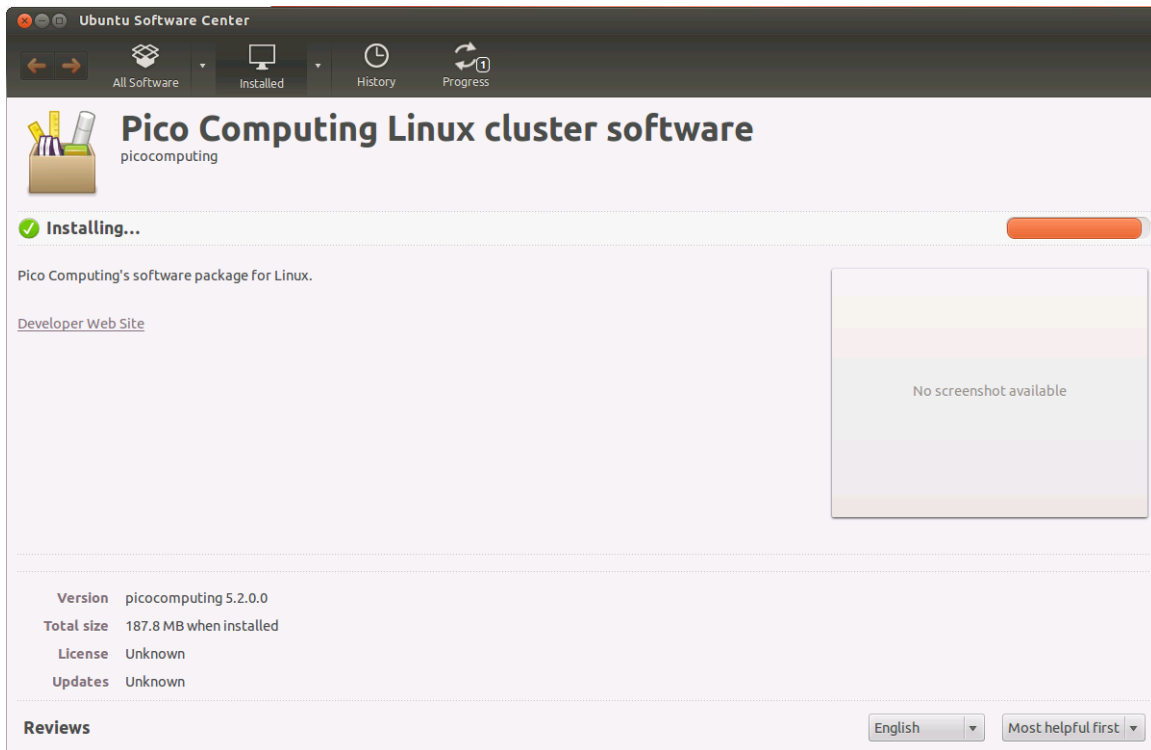 Ubuntu Software Center
All Software
Installed
History
Progress
1
Pico Computing Linux cluster software
picocomputing
Installing...
Pico Computing's software package for Linux.
Developer Web Site
No screenshot available
Version picocomputing 5.2.0.0
Total size 187.8 MB when installed
License Unknown
Updates Unknown
Reviews
English
Most helpful first